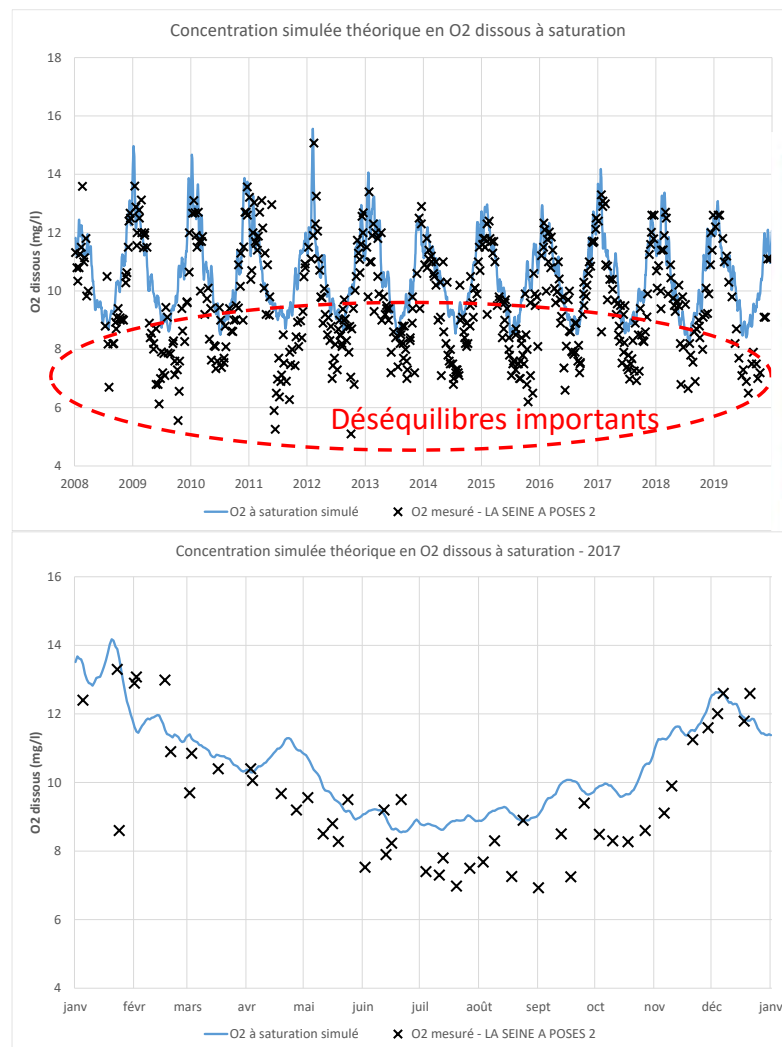 Concentration simulée théorique en O2 dissous à saturation
18
16
14
12
10
8
6
4
O2 dissous (mg/l)
Déséquilibres importants
2008 2009 2010 2011 2012 2013 2014 2015 2016 2017 2018 2019
O2 à saturation simulé O2 mesuré - LA SEINE A POSES 2
Concentration simulée théorique en O2 dissous à saturation - 2017
16
14
12
10
8
6
4
O2 dissous (mg/l)
janv févr mars avr mai juin juil août sept oct nov déc janv
O2 à saturation simulé O2 mesuré - LA SEINE A POSES 2